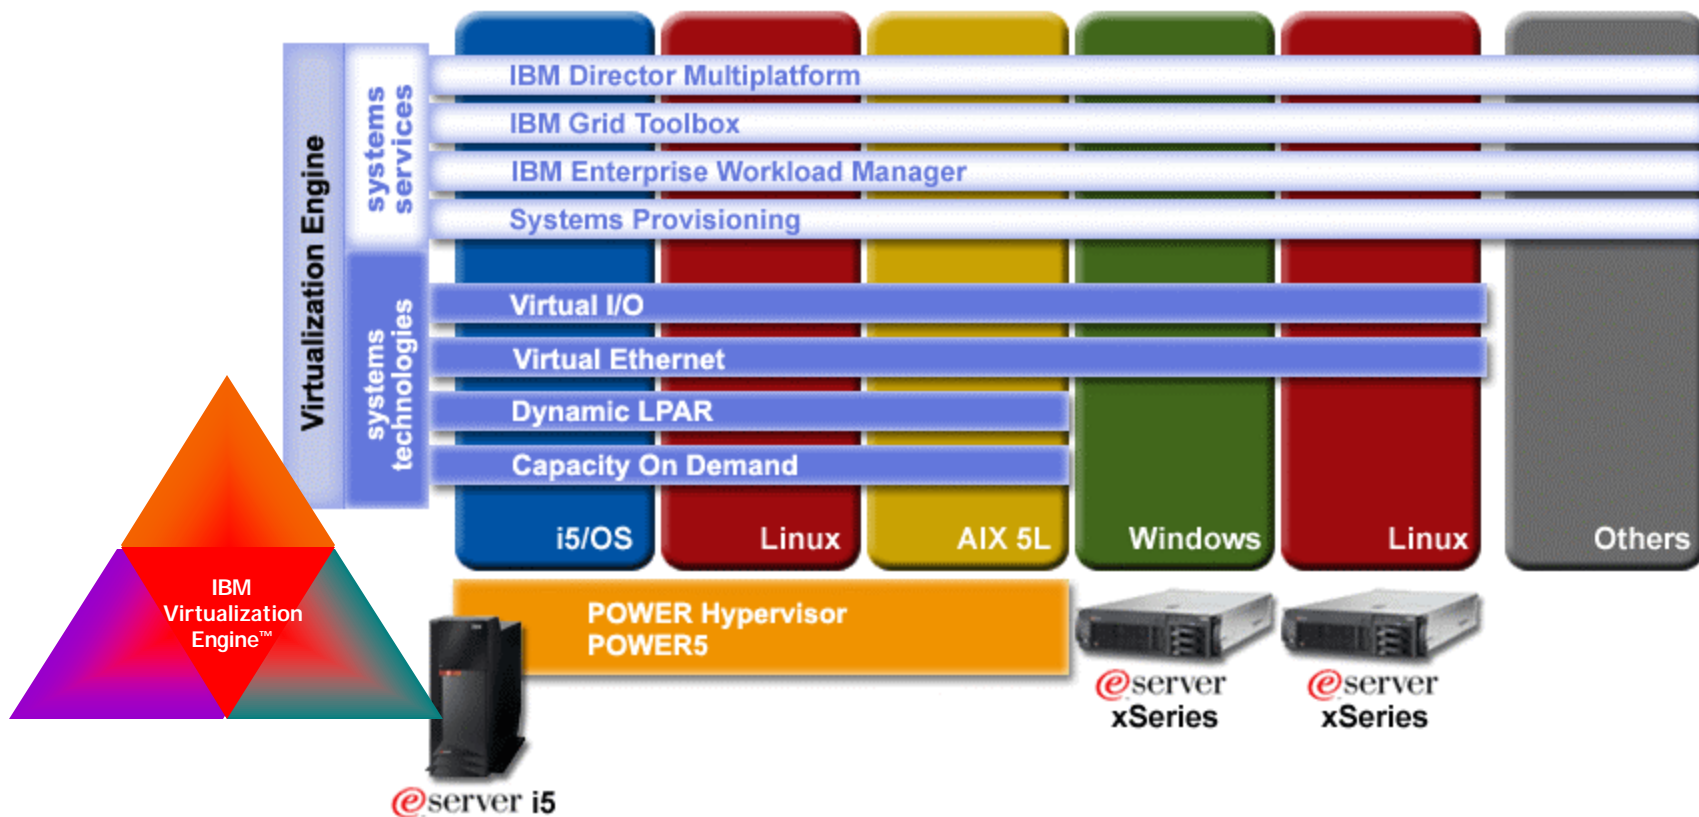 Virtualization Engine
systems
services
IBM Director Multiplatform
IBM Grid Toolbox
IBM Enterprise Workload Manager
Systems Provisioning
systems
technologies
Virtual I/O
Virtual Ethernet
Dynamic LPAR
Capacity On Demand
i5/OS
Linux
AIX 5L
Windows
Linux
Others
IBM
Virtualization
Engine™
POWER Hypervisor
POWER5
eserver
xSeries
eserver
xSeries
eserver i5